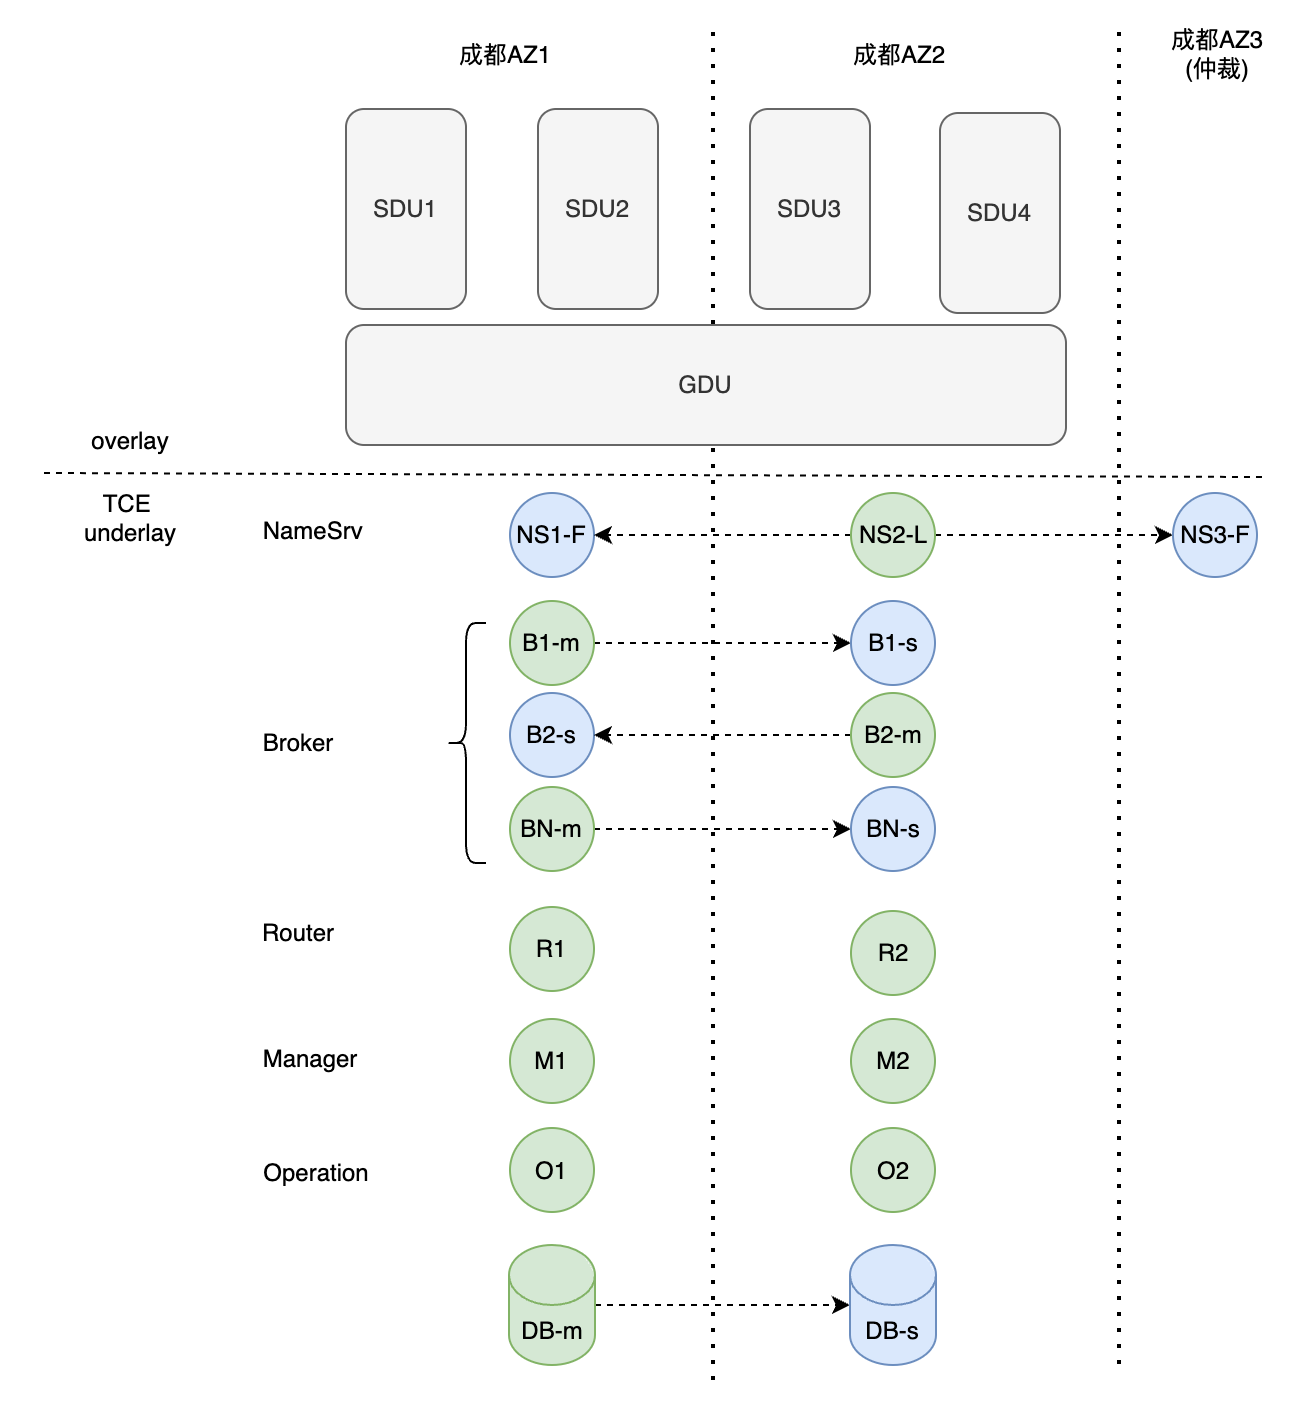 成都AZ1
成都AZ2
成都AZ3
(仲裁)
SDU1
SDU2
SDU3
SDU4
GDU
overlay
TCE
underlay
NameSrv
NS1-F
NS2-L
NS3-F
B1-m
B1-s
Broker
B2-s
B2-m
BN-m
BN-s
Router
R1
R2
Manager
M1
M2
Operation
O1
O2
DB-m
DB-s